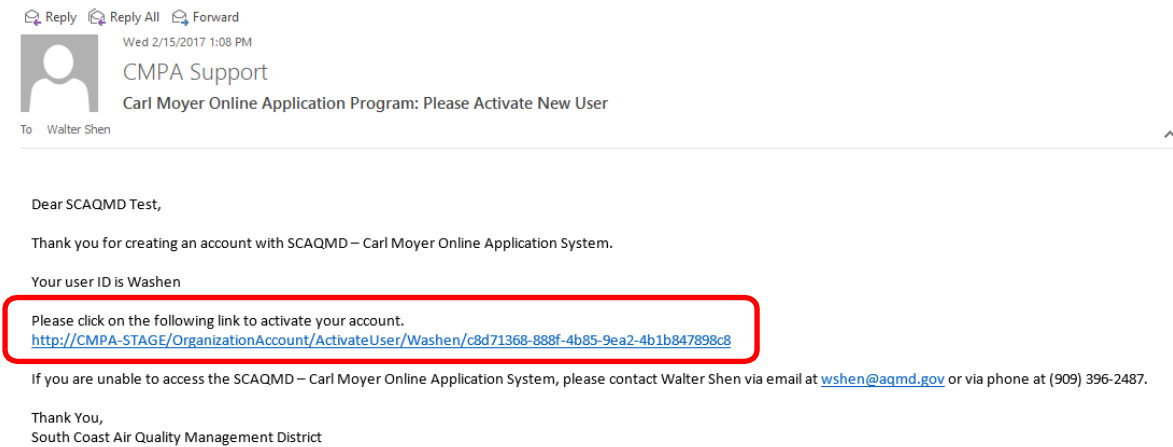 Reply Reply All Forward
Wed 2/15/2017 1:08 PM
CMPA Support
Carl Moyer Online Application Program: Please Activate New User
To Walter Shen
Dear SCAQMD Test,
Thank you for creating an account with SCAQMD – Carl Moyer Online Application System.
Your user ID is Washen
Please click on the following link to activate your account.
http://CMPA-STAGE/OrganizationAccount/ActivateUser/Washen/c8d71368-888f-4b85-9ea2-4b1b847898c8
If you are unable to access the SCAQMD – Carl Moyer Online Application System, please contact Walter Shen via email at wshen@aqmd.gov or via phone at (909) 396-2487.
Thank You,
South Coast Air Quality Management District